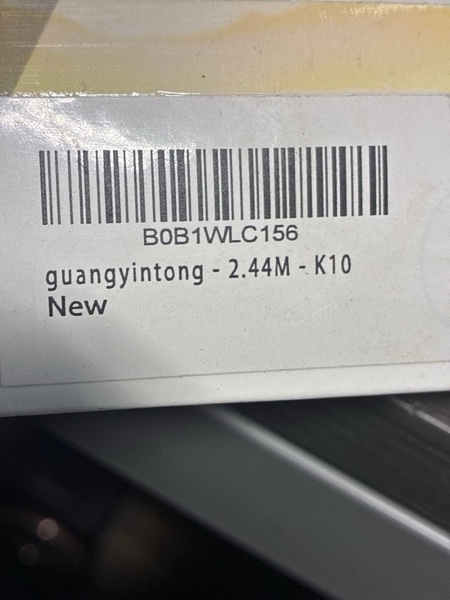 B0B1WLC156
guangyintong - 2.44M - K10
New